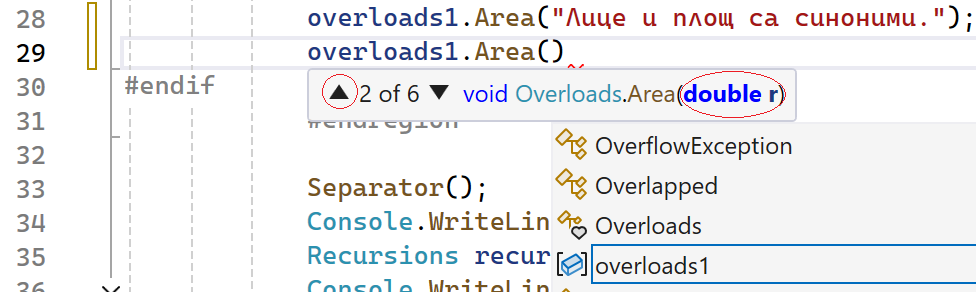 28 overloads1.Area("Лице и площ са синоними.");
29 overloads1.Area()
30 #endif
▲ 2 of 6 ▼ void Overloads.Area(double r)
31 #endregion
32
OverflowException
Overlapped
33 Separator();
Overloads
34 Console.WriteLin
35 Recursions recur
overloads1
36 Console.WriteLin